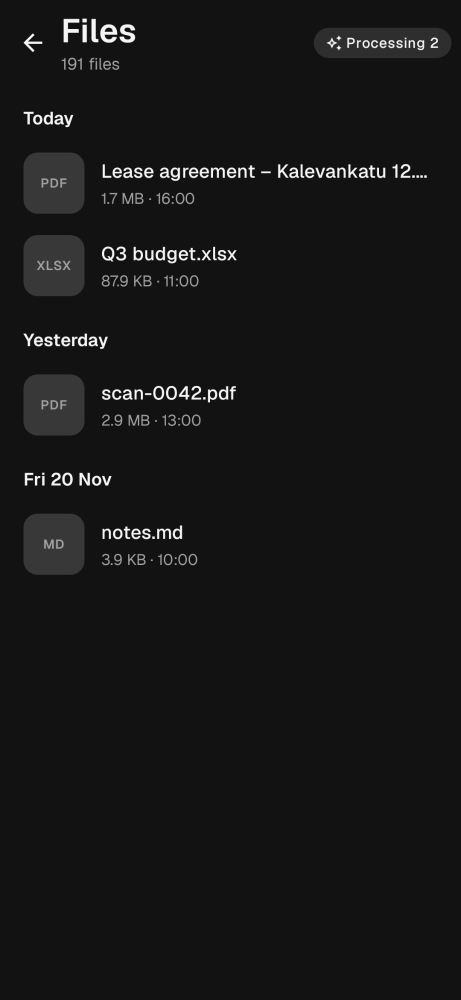 Files
191 files
Processing 2
Today
PDF
Lease agreement – Kalevankatu 12....
1.7 MB · 16:00
XLSX
Q3 budget.xlsx
87.9 KB · 11:00
Yesterday
PDF
scan-0042.pdf
2.9 MB · 13:00
Fri 20 Nov
MD
notes.md
3.9 KB · 10:00